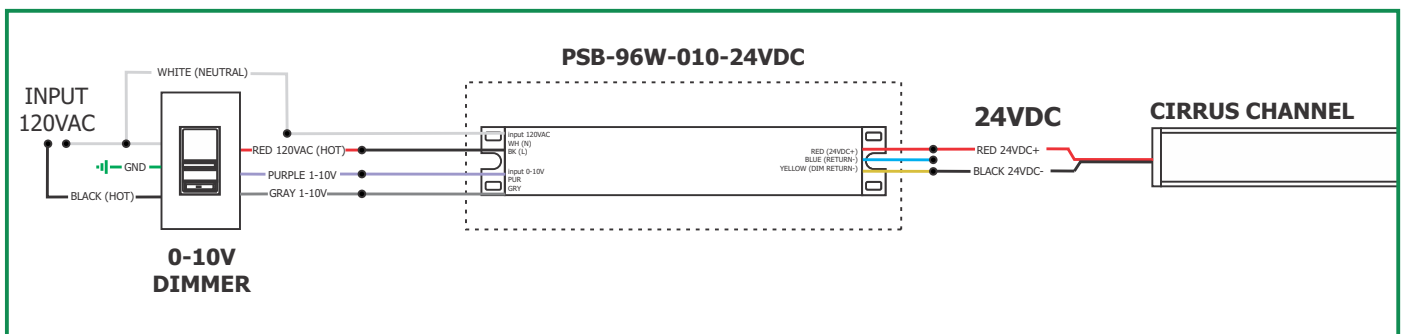 PSB-96W-010-24VDC
WHITE (NEUTRAL)
INPUT
120VAC
24VDC
CIRRUS CHANNEL
input 120VAC
WH (N)
BK (L)
RED 120VAC (HOT)
RED (24VDC+)
BLUE (RETURN-)
YELLOW (DIM RETURN-)
RED 24VDC+
GND
PURPLE 1-10V
input 0-10V
PUR
GRY
BLACK 24VDC-
BLACK (HOT)
GRAY 1-10V
0-10V
DIMMER